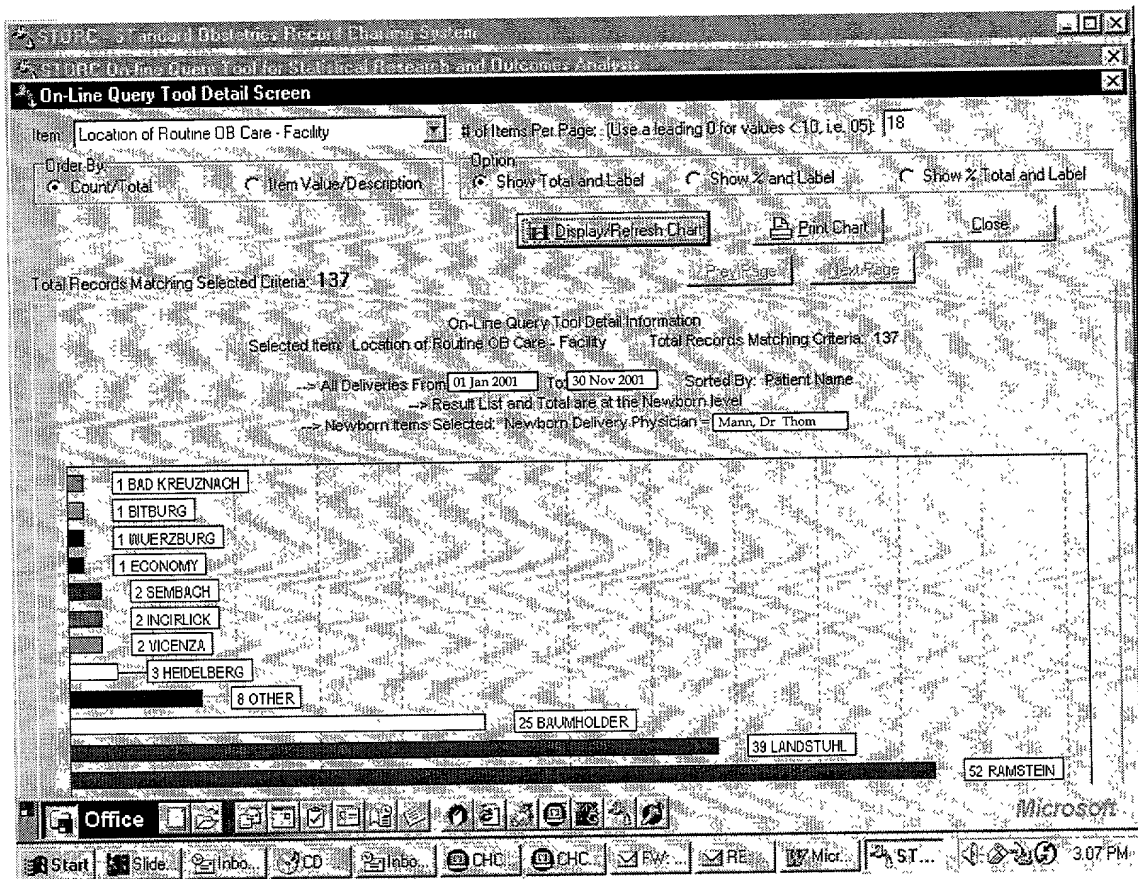 STORC - STandard Obstetrics Record Charting System
STORC On-line Query Tool for Statistical Research and Outcomes Analysis
On-Line Query Tool Detail Screen
Item: Location of Routine OB Care - Facility # of Items Per Page: (Use a leading 0 for values <10, i.e. 05): 18
Order By: Option
Count/Total Item Value/Description Show Total and Label Show % and Label Show % Total and Label
Display/Refresh Chart Print Chart Close
Prev Page Next Page
Total Records Matching Selected Criteria: 137
On-Line Query Tool Detail Information
Selected Item: Location of Routine OB Care - Facility Total Records Matching Criteria: 137
--> All Deliveries From 01 Jan 2001 To: 30 Nov 2001 Sorted By: Patient Name
--> Result List and Total are at the Newborn level
--> Newborn Items Selected: Newborn Delivery Physician = Mann, Dr Thom
1 BAD KREUZNACH
1 BITBURG
1 WUERZBURG
1 ECONOMY
2 SEMBACH
2 INCIRLICK
2 VICENZA
3 HEIDELBERG
8 OTHER
25 BAUMHOLDER
39 LANDSTUHL
52 RAMSTEIN
Office Microsoft
Start Slide... Inbo... CD Inbo... CHC... CHC... FW: ... RE: Micr... ST... 3:07 PM